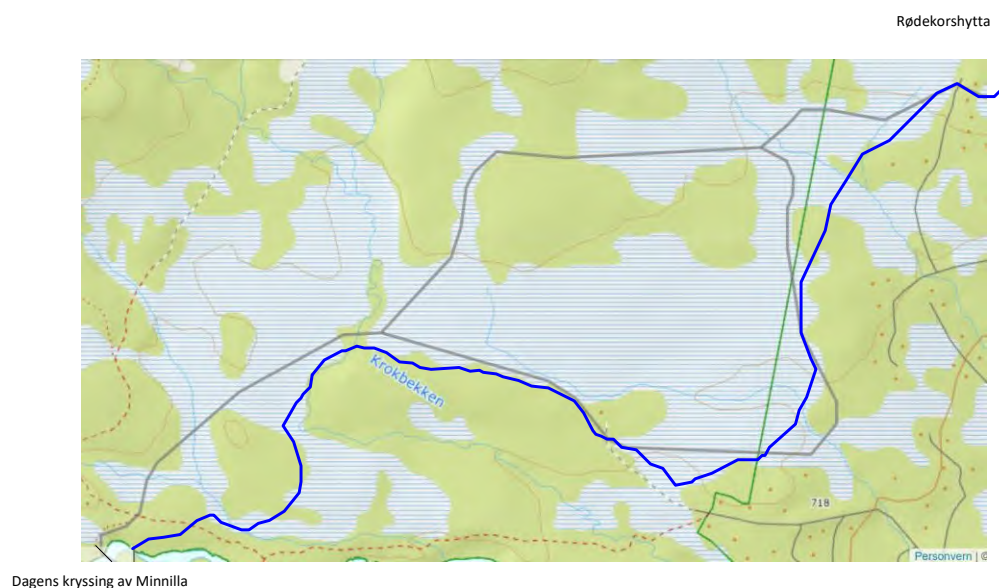 Rødekorshytta
Krokbekken
718
Personvern | ©
Dagens kryssing av Minnilla